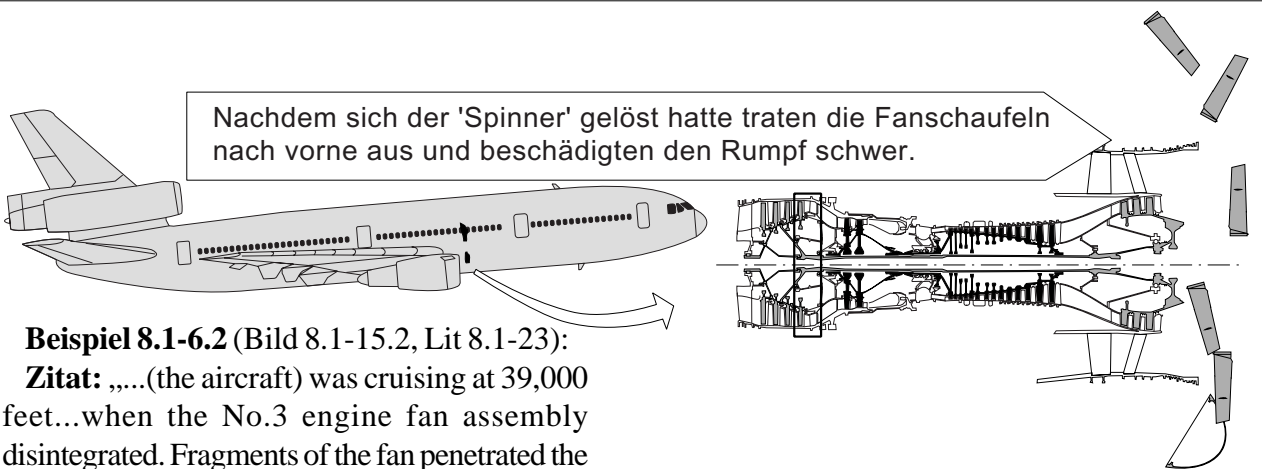 Nachdem sich der 'Spinner' gelöst hatte traten die Fanschaufeln
nach vorne aus und beschädigten den Rumpf schwer.
Beispiel 8.1-6.2 (Bild 8.1-15.2, Lit 8.1-23):
Zitat: „...(the aircraft) was cruising at 39,000
feet...when the No.3 engine fan assembly
disintegrated. Fragments of the fan penetrated the